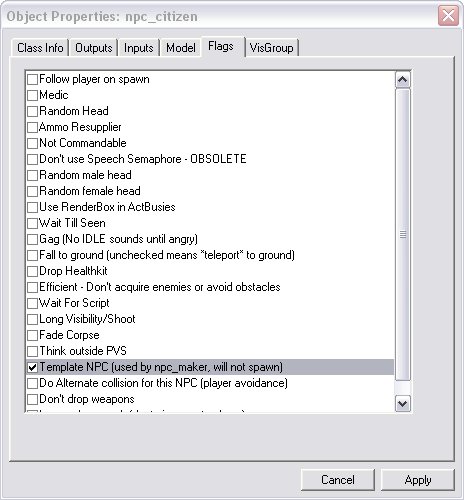 Object Properties: npc_citizen
Class Info Outputs Inputs Model Flags VisGroup
Follow player on spawn
Medic
Random Head
Ammo Resupplier
Not Commandable
Don't use Speech Semaphore - OBSOLETE
Random male head
Random female head
Use RenderBox in ActBusies
Wait Till Seen
Gag (No IDLE sounds until angry)
Fall to ground (unchecked means *teleport* to ground)
Drop Healthkit
Efficient - Don't acquire enemies or avoid obstacles
Wait For Script
Long Visibility/Shoot
Fade Corpse
Think outside PVS
Template NPC (used by npc_maker, will not spawn)
Do Alternate collision for this NPC (player avoidance)
Don't drop weapons
Cancel Apply